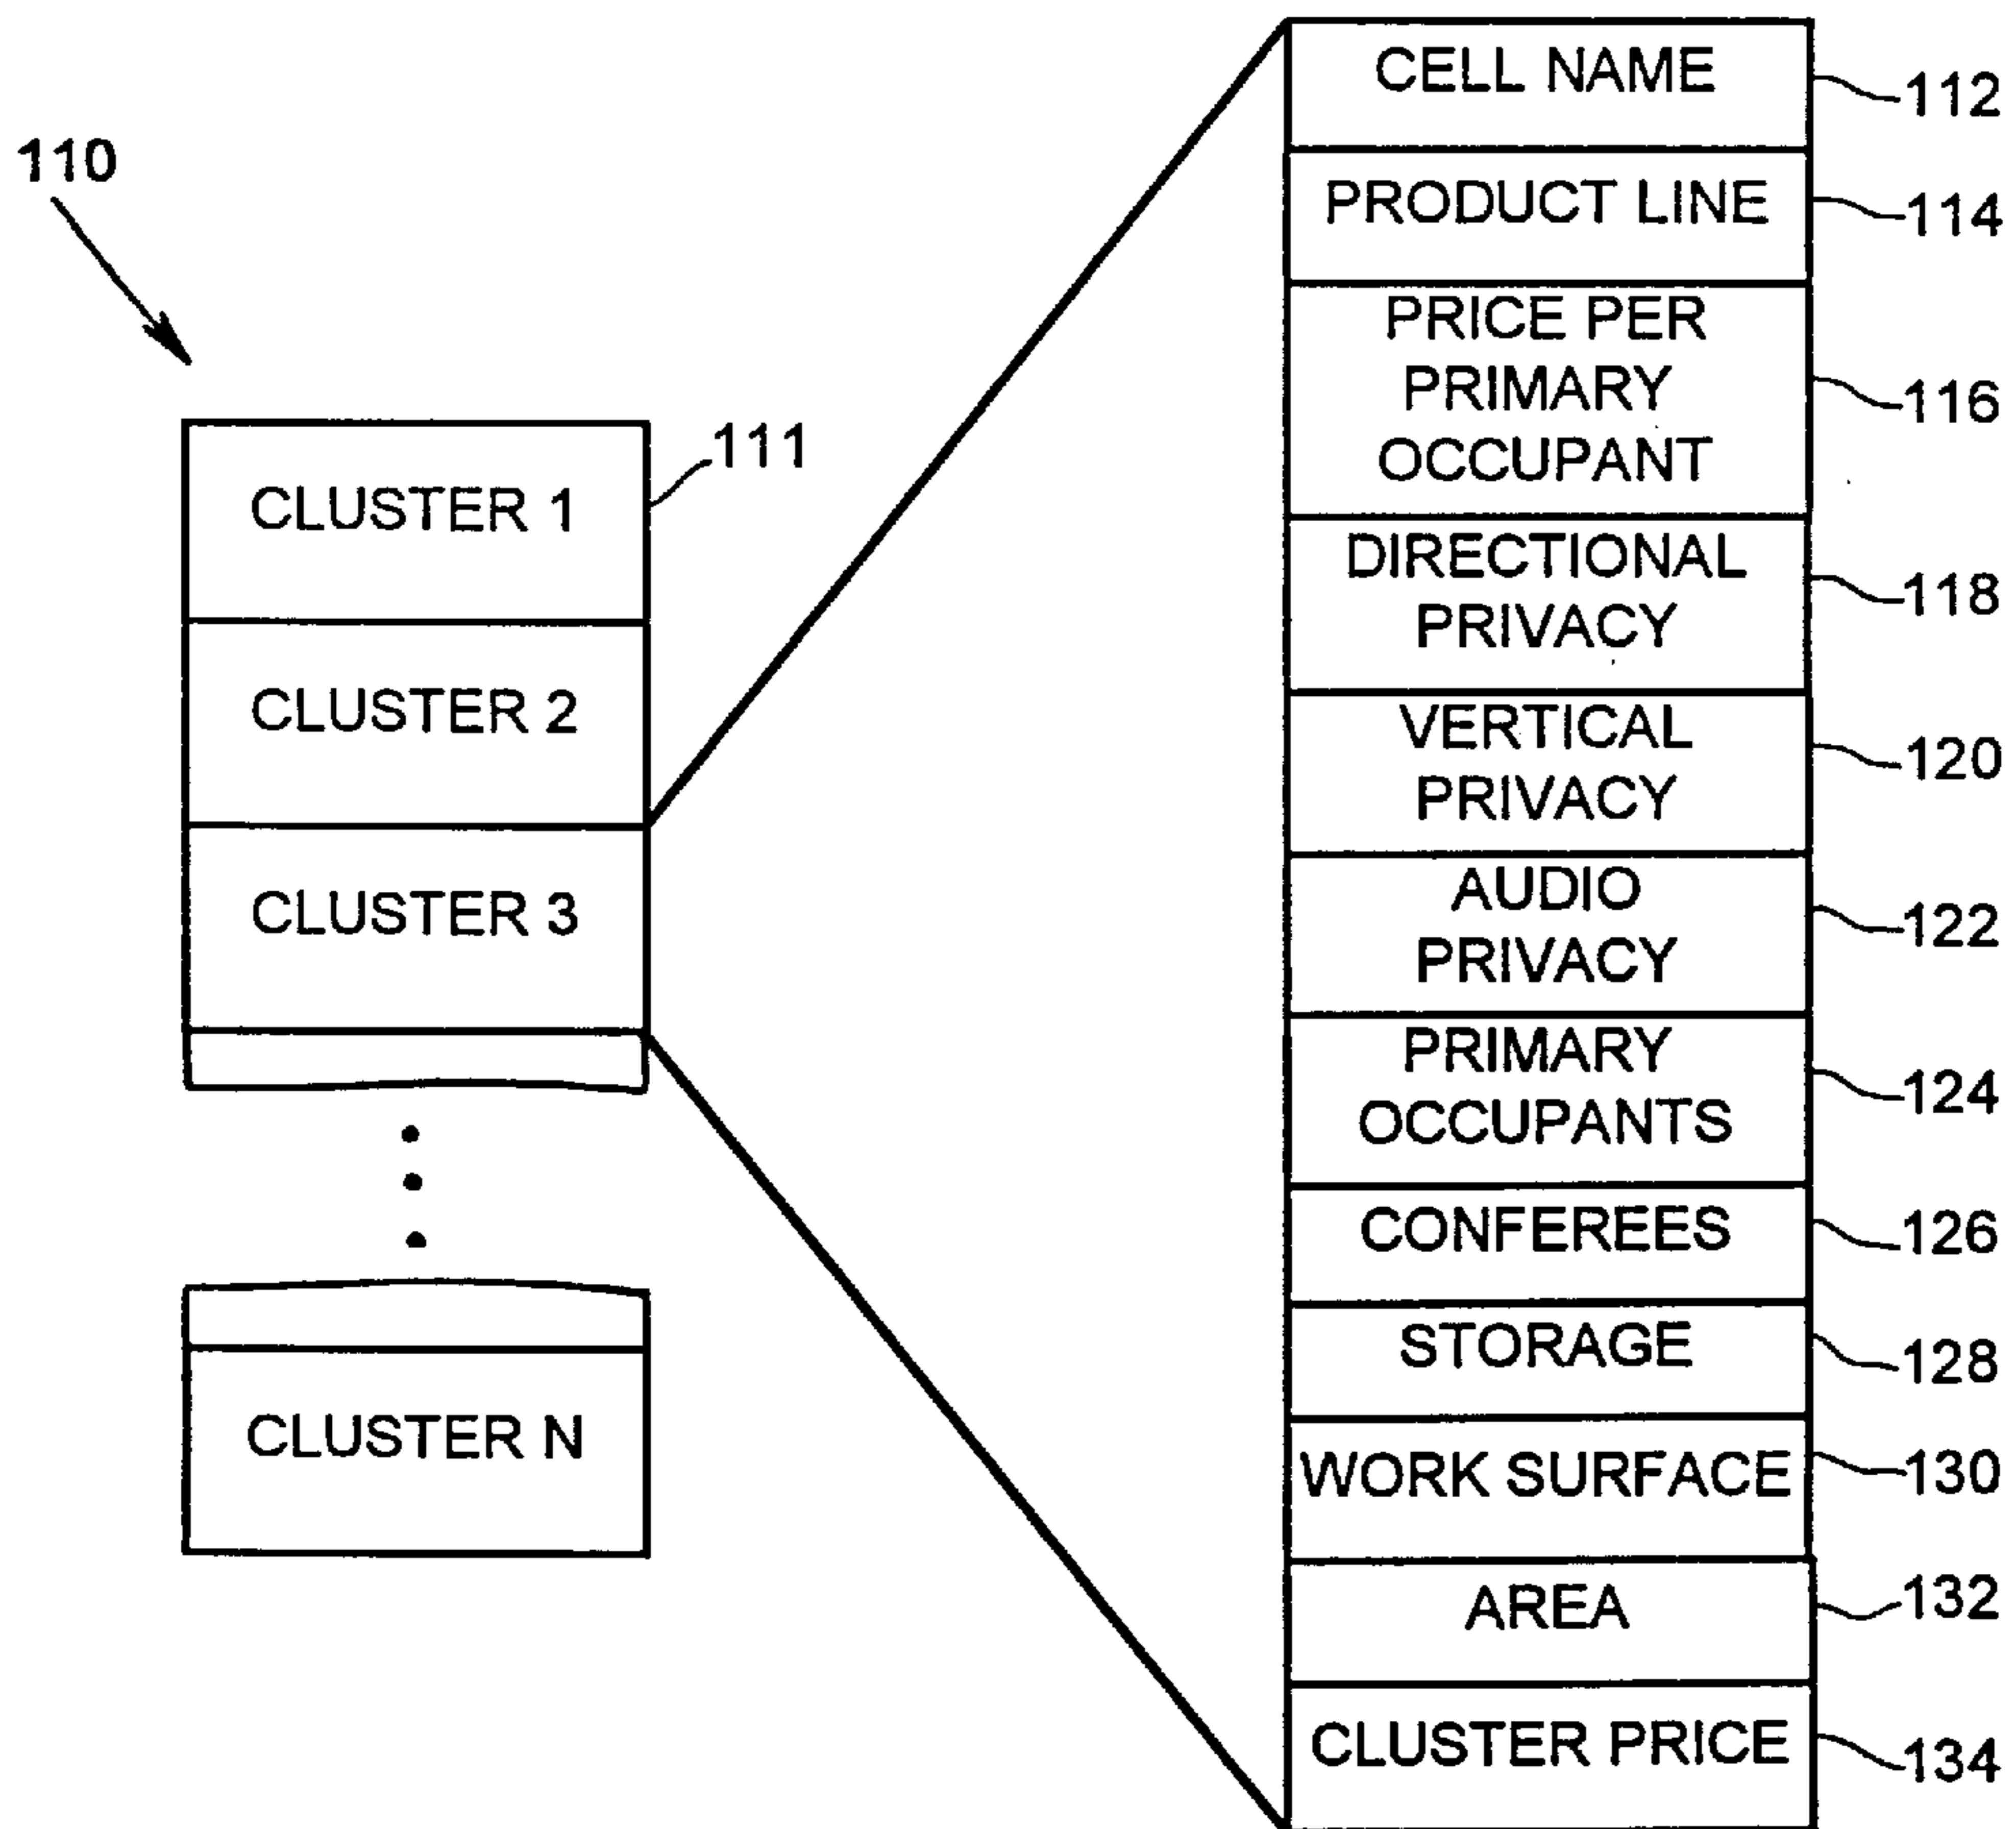 110
111
CLUSTER 1
CLUSTER 2
CLUSTER 3
CLUSTER N
CELL NAME
112
PRODUCT LINE
114
PRICE PER
PRIMARY
OCCUPANT
116
DIRECTIONAL
PRIVACY
118
VERTICAL
PRIVACY
120
AUDIO
PRIVACY
122
PRIMARY
OCCUPANTS
124
CONFEREES
126
STORAGE
128
WORK SURFACE
130
AREA
132
CLUSTER PRICE
134